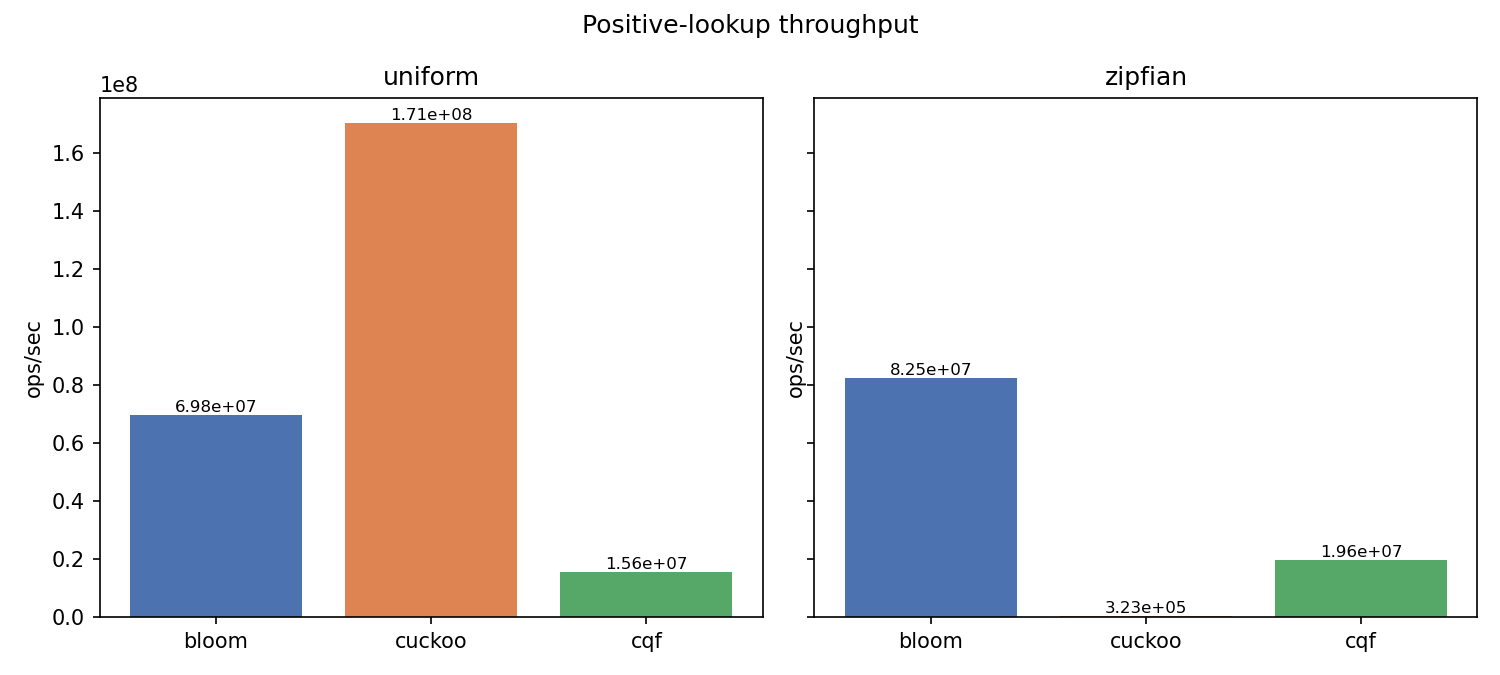 Positive-lookup throughput
uniform
1e8
ops/sec
1.6
1.4
1.2
1.0
0.8
0.6
0.4
0.2
0.0
6.98e+07
1.71e+08
1.56e+07
bloom cuckoo cqf
zipfian
ops/sec
8.25e+07
3.23e+05
1.96e+07
bloom cuckoo cqf